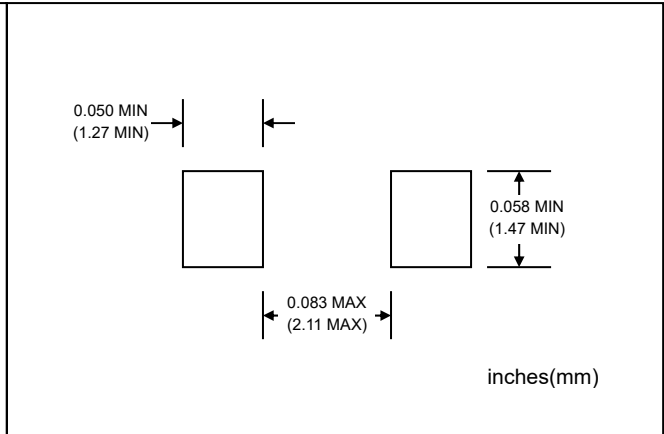 0.050 MIN
(1.27 MIN)
0.058 MIN
(1.47 MIN)
0.083 MAX
(2.11 MAX)
inches(mm)